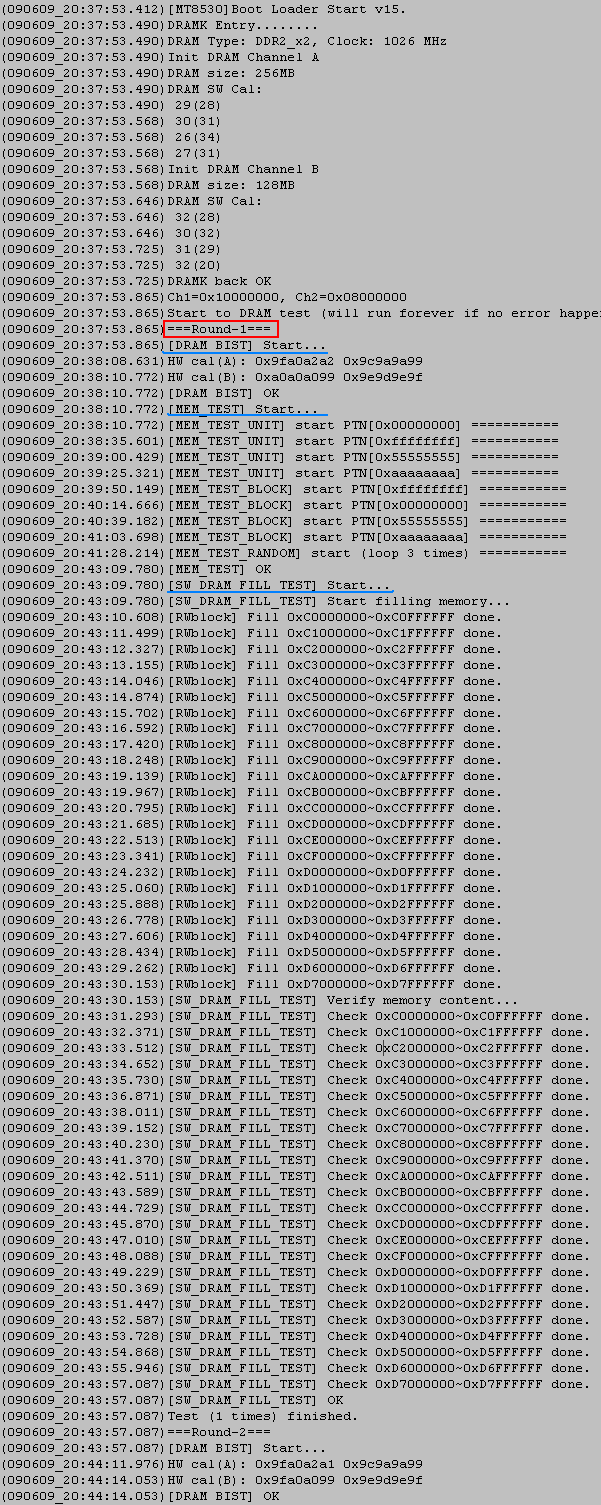 (090609_20:37:53.412)[MT8530]Boot Loader Start v15.
(090609_20:37:53.490)DRAMK Entry........
(090609_20:37:53.490)DRAM Type: DDR2_x2, Clock: 1026 MHz
(090609_20:37:53.490)Init DRAM Channel A
(090609_20:37:53.490)DRAM size: 256MB
(090609_20:37:53.490)DRAM SW Cal:
(090609_20:37:53.490) 29(28)
(090609_20:37:53.568) 30(31)
(090609_20:37:53.568) 26(34)
(090609_20:37:53.568) 27(31)
(090609_20:37:53.568)Init DRAM Channel B
(090609_20:37:53.568)DRAM size: 128MB
(090609_20:37:53.646)DRAM SW Cal:
(090609_20:37:53.646) 32(28)
(090609_20:37:53.646) 30(32)
(090609_20:37:53.725) 31(29)
(090609_20:37:53.725) 32(20)
(090609_20:37:53.725)DRAMK back OK
(090609_20:37:53.865)Ch1=0x10000000, Ch2=0x08000000
(090609_20:37:53.865)Start to DRAM test (will run forever if no error happe
(090609_20:37:53.865)===Round-1===
(090609_20:37:53.865)[DRAM BIST] Start...
(090609_20:38:08.631)HW cal(A): 0x9fa0a2a2 0x9c9a9a99
(090609_20:38:10.772)HW cal(B): 0xa0a0a099 0x9e9d9e9f
(090609_20:38:10.772)[DRAM BIST] OK
(090609_20:38:10.772)[MEM_TEST] Start...
(090609_20:38:10.772)[MEM_TEST_UNIT] start PTN[0x00000000] ===========
(090609_20:38:35.601)[MEM_TEST_UNIT] start PTN[0xffffffff] ===========
(090609_20:39:00.429)[MEM_TEST_UNIT] start PTN[0x55555555] ===========
(090609_20:39:25.321)[MEM_TEST_UNIT] start PTN[0xaaaaaaaa] ===========
(090609_20:39:50.149)[MEM_TEST_BLOCK] start PTN[0xffffffff] ===========
(090609_20:40:14.666)[MEM_TEST_BLOCK] start PTN[0x00000000] ===========
(090609_20:40:39.182)[MEM_TEST_BLOCK] start PTN[0x55555555] ===========
(090609_20:41:03.698)[MEM_TEST_BLOCK] start PTN[0xaaaaaaaa] ===========
(090609_20:41:28.214)[MEM_TEST_RANDOM] start (loop 3 times) ===========
(090609_20:43:09.780)[MEM_TEST] OK
(090609_20:43:09.780)[SW_DRAM_FILL_TEST] Start...
(090609_20:43:09.780)[SW_DRAM_FILL_TEST] Start filling memory...
(090609_20:43:10.608)[RWblock] Fill 0xC0000000~0xC0FFFFFF done.
(090609_20:43:11.499)[RWblock] Fill 0xC1000000~0xC1FFFFFF done.
(090609_20:43:12.327)[RWblock] Fill 0xC2000000~0xC2FFFFFF done.
(090609_20:43:13.155)[RWblock] Fill 0xC3000000~0xC3FFFFFF done.
(090609_20:43:14.046)[RWblock] Fill 0xC4000000~0xC4FFFFFF done.
(090609_20:43:14.874)[RWblock] Fill 0xC5000000~0xC5FFFFFF done.
(090609_20:43:15.702)[RWblock] Fill 0xC6000000~0xC6FFFFFF done.
(090609_20:43:16.592)[RWblock] Fill 0xC7000000~0xC7FFFFFF done.
(090609_20:43:17.420)[RWblock] Fill 0xC8000000~0xC8FFFFFF done.
(090609_20:43:18.248)[RWblock] Fill 0xC9000000~0xC9FFFFFF done.
(090609_20:43:19.139)[RWblock] Fill 0xCA000000~0xCAFFFFFF done.
(090609_20:43:19.967)[RWblock] Fill 0xCB000000~0xCBFFFFFF done.
(090609_20:43:20.795)[RWblock] Fill 0xCC000000~0xCCFFFFFF done.
(090609_20:43:21.685)[RWblock] Fill 0xCD000000~0xCDFFFFFF done.
(090609_20:43:22.513)[RWblock] Fill 0xCE000000~0xCEFFFFFF done.
(090609_20:43:23.341)[RWblock] Fill 0xCF000000~0xCFFFFFFF done.
(090609_20:43:24.232)[RWblock] Fill 0xD0000000~0xD0FFFFFF done.
(090609_20:43:25.060)[RWblock] Fill 0xD1000000~0xD1FFFFFF done.
(090609_20:43:25.888)[RWblock] Fill 0xD2000000~0xD2FFFFFF done.
(090609_20:43:26.778)[RWblock] Fill 0xD3000000~0xD3FFFFFF done.
(090609_20:43:27.606)[RWblock] Fill 0xD4000000~0xD4FFFFFF done.
(090609_20:43:28.434)[RWblock] Fill 0xD5000000~0xD5FFFFFF done.
(090609_20:43:29.262)[RWblock] Fill 0xD6000000~0xD6FFFFFF done.
(090609_20:43:30.153)[RWblock] Fill 0xD7000000~0xD7FFFFFF done.
(090609_20:43:30.153)[SW_DRAM_FILL_TEST] Verify memory content...
(090609_20:43:31.293)[SW_DRAM_FILL_TEST] Check 0xC0000000~0xC0FFFFFF done.
(090609_20:43:32.371)[SW_DRAM_FILL_TEST] Check 0xC1000000~0xC1FFFFFF done.
(090609_20:43:33.512)[SW_DRAM_FILL_TEST] Check 0xC2000000~0xC2FFFFFF done.
(090609_20:43:34.652)[SW_DRAM_FILL_TEST] Check 0xC3000000~0xC3FFFFFF done.
(090609_20:43:35.730)[SW_DRAM_FILL_TEST] Check 0xC4000000~0xC4FFFFFF done.
(090609_20:43:36.871)[SW_DRAM_FILL_TEST] Check 0xC5000000~0xC5FFFFFF done.
(090609_20:43:38.011)[SW_DRAM_FILL_TEST] Check 0xC6000000~0xC6FFFFFF done.
(090609_20:43:39.152)[SW_DRAM_FILL_TEST] Check 0xC7000000~0xC7FFFFFF done.
(090609_20:43:40.230)[SW_DRAM_FILL_TEST] Check 0xC8000000~0xC8FFFFFF done.
(090609_20:43:41.370)[SW_DRAM_FILL_TEST] Check 0xC9000000~0xC9FFFFFF done.
(090609_20:43:42.511)[SW_DRAM_FILL_TEST] Check 0xCA000000~0xCAFFFFFF done.
(090609_20:43:43.589)[SW_DRAM_FILL_TEST] Check 0xCB000000~0xCBFFFFFF done.
(090609_20:43:44.729)[SW_DRAM_FILL_TEST] Check 0xCC000000~0xCCFFFFFF done.
(090609_20:43:45.870)[SW_DRAM_FILL_TEST] Check 0xCD000000~0xCDFFFFFF done.
(090609_20:43:47.010)[SW_DRAM_FILL_TEST] Check 0xCE000000~0xCEFFFFFF done.
(090609_20:43:48.088)[SW_DRAM_FILL_TEST] Check 0xCF000000~0xCFFFFFFF done.
(090609_20:43:49.229)[SW_DRAM_FILL_TEST] Check 0xD0000000~0xD0FFFFFF done.
(090609_20:43:50.369)[SW_DRAM_FILL_TEST] Check 0xD1000000~0xD1FFFFFF done.
(090609_20:43:51.447)[SW_DRAM_FILL_TEST] Check 0xD2000000~0xD2FFFFFF done.
(090609_20:43:52.587)[SW_DRAM_FILL_TEST] Check 0xD3000000~0xD3FFFFFF done.
(090609_20:43:53.728)[SW_DRAM_FILL_TEST] Check 0xD4000000~0xD4FFFFFF done.
(090609_20:43:54.868)[SW_DRAM_FILL_TEST] Check 0xD5000000~0xD5FFFFFF done.
(090609_20:43:55.946)[SW_DRAM_FILL_TEST] Check 0xD6000000~0xD6FFFFFF done.
(090609_20:43:57.087)[SW_DRAM_FILL_TEST] Check 0xD7000000~0xD7FFFFFF done.
(090609_20:43:57.087)[SW_DRAM_FILL_TEST] OK
(090609_20:43:57.087)Test (1 times) finished.
(090609_20:43:57.087)===Round-2===
(090609_20:43:57.087)[DRAM BIST] Start...
(090609_20:44:11.976)HW cal(A): 0x9fa0a2a1 0x9c9a9a99
(090609_20:44:14.053)HW cal(B): 0x9fa0a099 0x9e9d9e9f
(090609_20:44:14.053)[DRAM BIST] OK